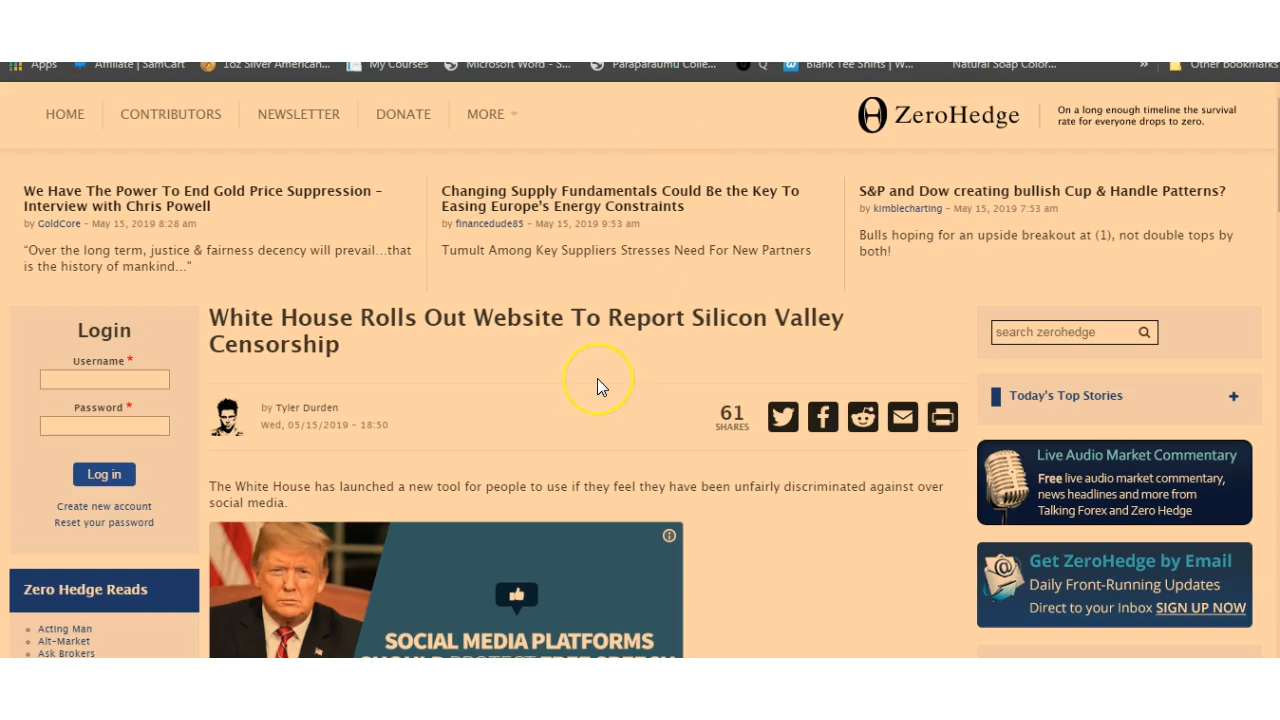 Apps Affiliate | SamCart 1oz Silver American... My Courses Microsoft Word - S... Paraparaumu Colle... Q Blank Tee Shirts | W... Natural Soap Color... » Other bookmarks
HOME CONTRIBUTORS NEWSLETTER DONATE MORE
ZeroHedge
On a long enough timeline the survival
rate for everyone drops to zero.
We Have The Power To End Gold Price Suppression –
Interview with Chris Powell
by GoldCore - May 15, 2019 8:28 am
“Over the long term, justice & fairness decency will prevail...that
is the history of mankind...”
Changing Supply Fundamentals Could Be the Key To
Easing Europe's Energy Constraints
by financedude85 - May 15, 2019 9:53 am
Tumult Among Key Suppliers Stresses Need For New Partners
S&P and Dow creating bullish Cup & Handle Patterns?
by kimblecharting - May 15, 2019 7:53 am
Bulls hoping for an upside breakout at (1), not double tops by
both!
Login
Username *
Password *
Log in
Create new account
Reset your password
Zero Hedge Reads
Acting Man
Alt-Market
Ask Brokers
White House Rolls Out Website To Report Silicon Valley
Censorship
by Tyler Durden
Wed, 05/15/2019 - 18:50
61
SHARES
The White House has launched a new tool for people to use if they feel they have been unfairly discriminated against over
social media.
SOCIAL MEDIA PLATFORMS
SHOULD PROTECT FREE SPEECH
search zerohedge
Today's Top Stories +
Live Audio Market Commentary
Free live audio market commentary,
news headlines and more from
Talking Forex and Zero Hedge
Get ZeroHedge by Email
Daily Front-Running Updates
Direct to your Inbox SIGN UP NOW